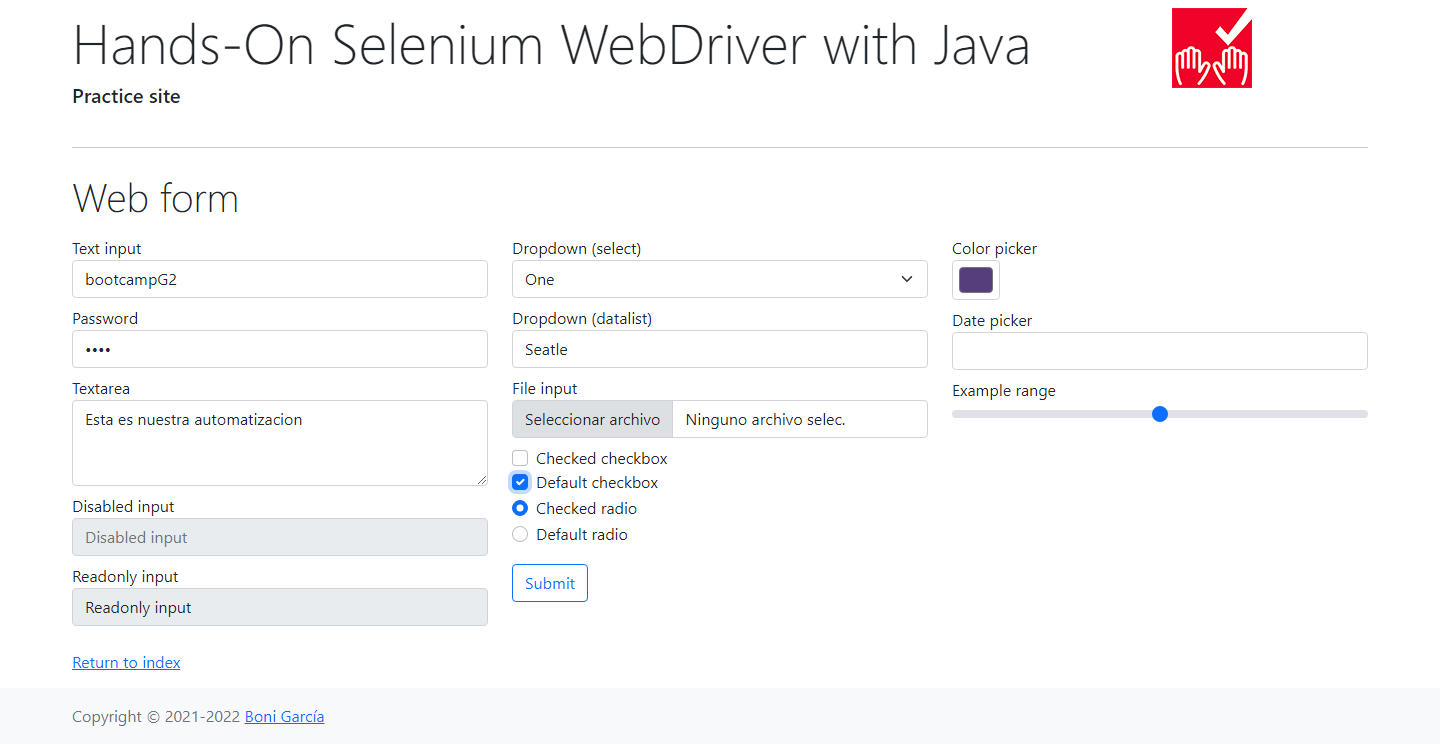 Hands-On Selenium WebDriver with Java
Practice site
Web form
Text input
bootcampG2
Password
••••
Textarea
Esta es nuestra automatizacion
Disabled input
Disabled input
Readonly input
Readonly input
Dropdown (select)
One
Dropdown (datalist)
Seatle
File input
Seleccionar archivo Ninguno archivo selec.
Checked checkbox
Default checkbox
Checked radio
Default radio
Submit
Color picker
Date picker
Example range
Return to index
Copyright © 2021-2022 Boni García